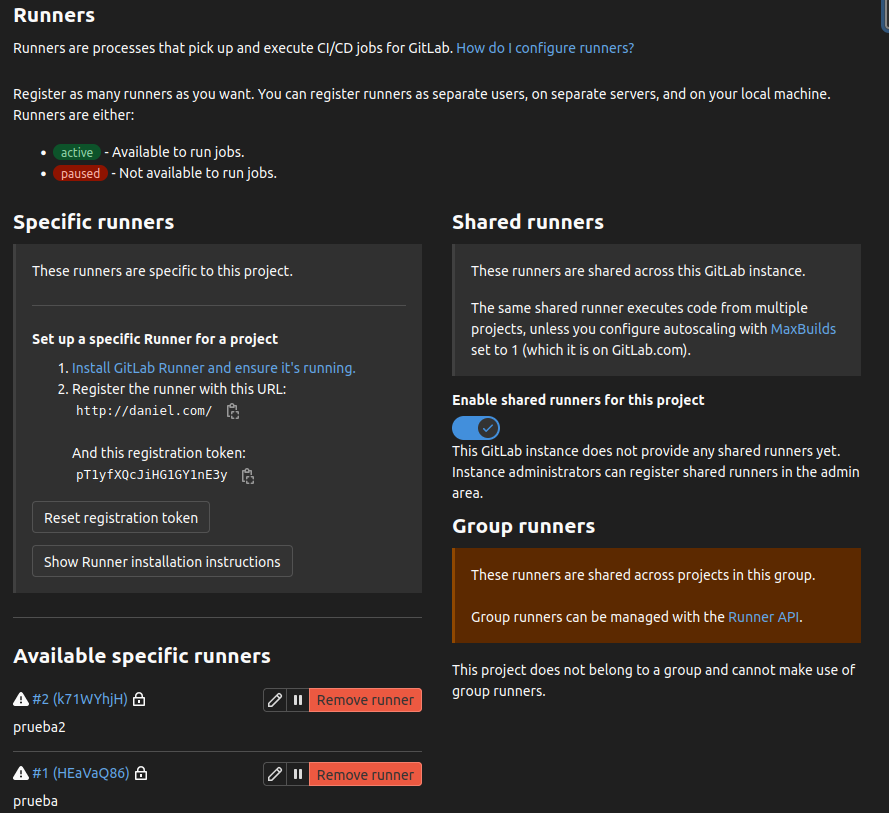 Runners
Runners are processes that pick up and execute CI/CD jobs for GitLab. How do I configure runners?
Register as many runners as you want. You can register runners as separate users, on separate servers, and on your local machine.
Runners are either:
• active - Available to run jobs.
• paused - Not available to run jobs.
Specific runners
These runners are specific to this project.
Set up a specific Runner for a project
1. Install GitLab Runner and ensure it's running.
2. Register the runner with this URL:
http://daniel.com/
And this registration token:
pT1yfXQcJiHG1GY1nE3y
Reset registration token
Show Runner installation instructions
Available specific runners
#2 (k71WYhjH)
Remove runner
prueba2
#1 (HEaVaQ86)
Remove runner
prueba
Shared runners
These runners are shared across this GitLab instance.
The same shared runner executes code from multiple
projects, unless you configure autoscaling with MaxBuilds
set to 1 (which it is on GitLab.com).
Enable shared runners for this project
This GitLab instance does not provide any shared runners yet.
Instance administrators can register shared runners in the admin
area.
Group runners
These runners are shared across projects in this group.
Group runners can be managed with the Runner API.
This project does not belong to a group and cannot make use of
group runners.